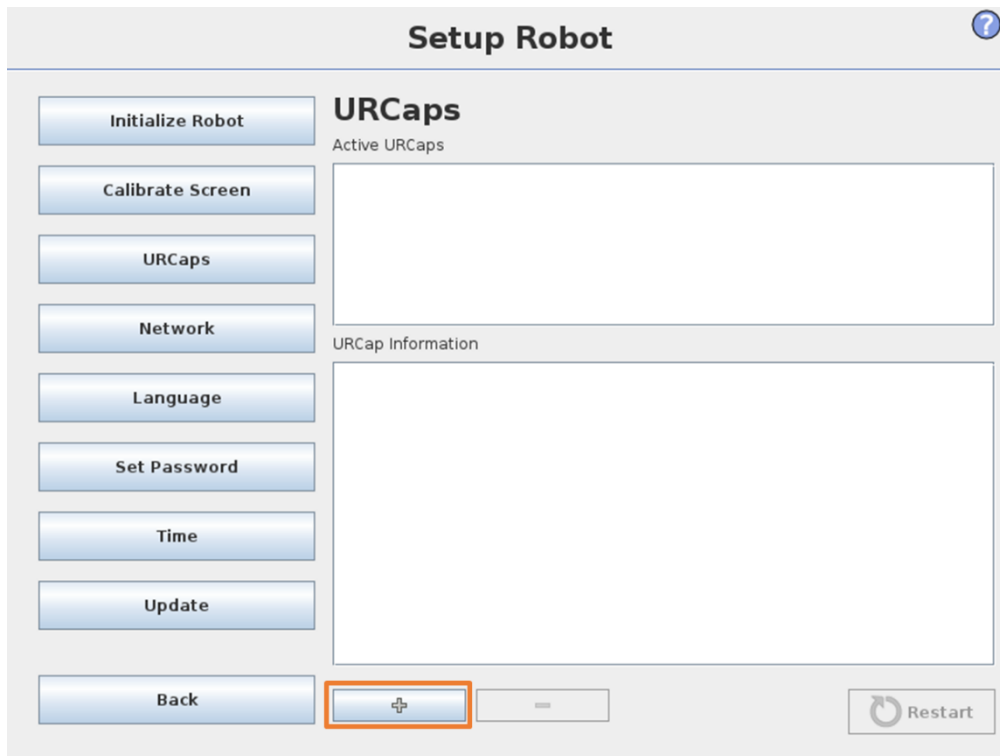 Setup Robot
?
Initialize Robot
Calibrate Screen
URCaps
Network
Language
Set Password
Time
Update
Back
URCaps
Active URCaps
URCap Information
Restart